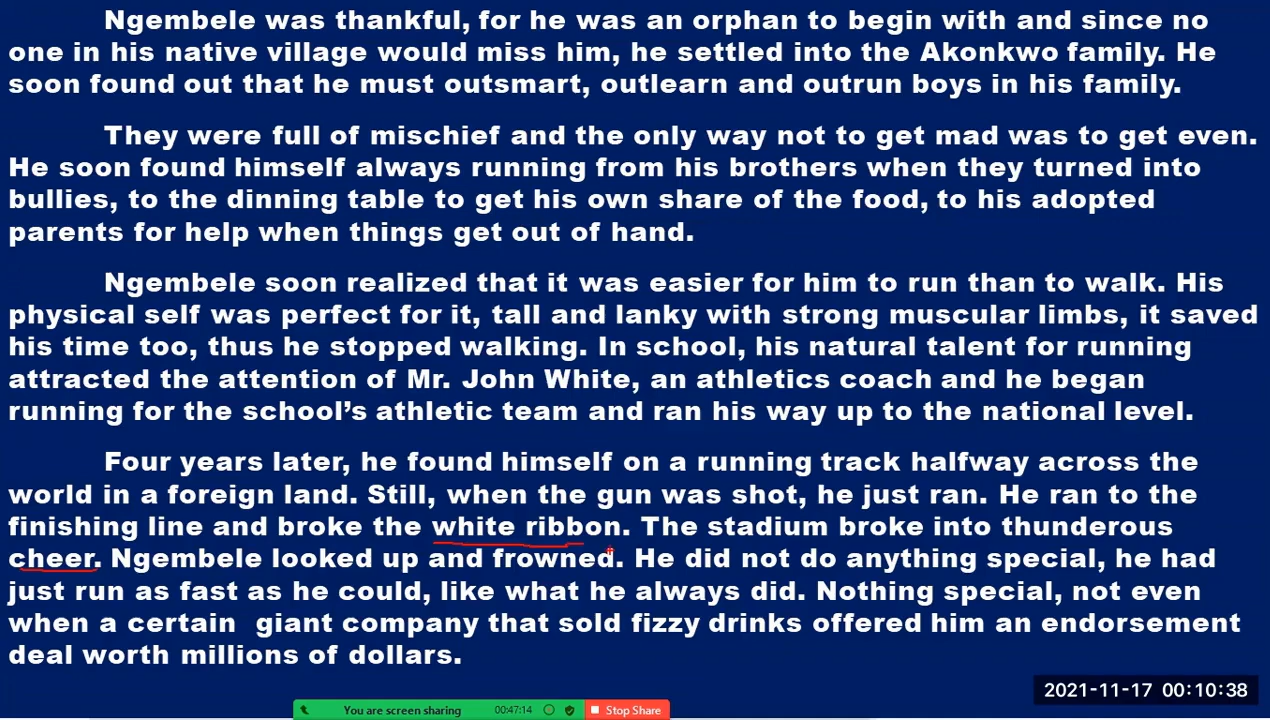 Ngembele was thankful, for he was an orphan to begin with and since no
one in his native village would miss him, he settled into the Akonkwo family. He
soon found out that he must outsmart, outlearn and outrun boys in his family.
They were full of mischief and the only way not to get mad was to get even.
He soon found himself always running from his brothers when they turned into
bullies, to the dinning table to get his own share of the food, to his adopted
parents for help when things get out of hand.
Ngembele soon realized that it was easier for him to run than to walk. His
physical self was perfect for it, tall and lanky with strong muscular limbs, it saved
his time too, thus he stopped walking. In school, his natural talent for running
attracted the attention of Mr. John White, an athletics coach and he began
running for the school’s athletic team and ran his way up to the national level.
Four years later, he found himself on a running track halfway across the
world in a foreign land. Still, when the gun was shot, he just ran. He ran to the
finishing line and broke the white ribbon. The stadium broke into thunderous
cheer. Ngembele looked up and frowned. He did not do anything special, he had
just run as fast as he could, like what he always did. Nothing special, not even
when a certain giant company that sold fizzy drinks offered him an endorsement
deal worth millions of dollars.
2021-11-17 00:10:38
You are screen sharing 00:47:14 Stop Share